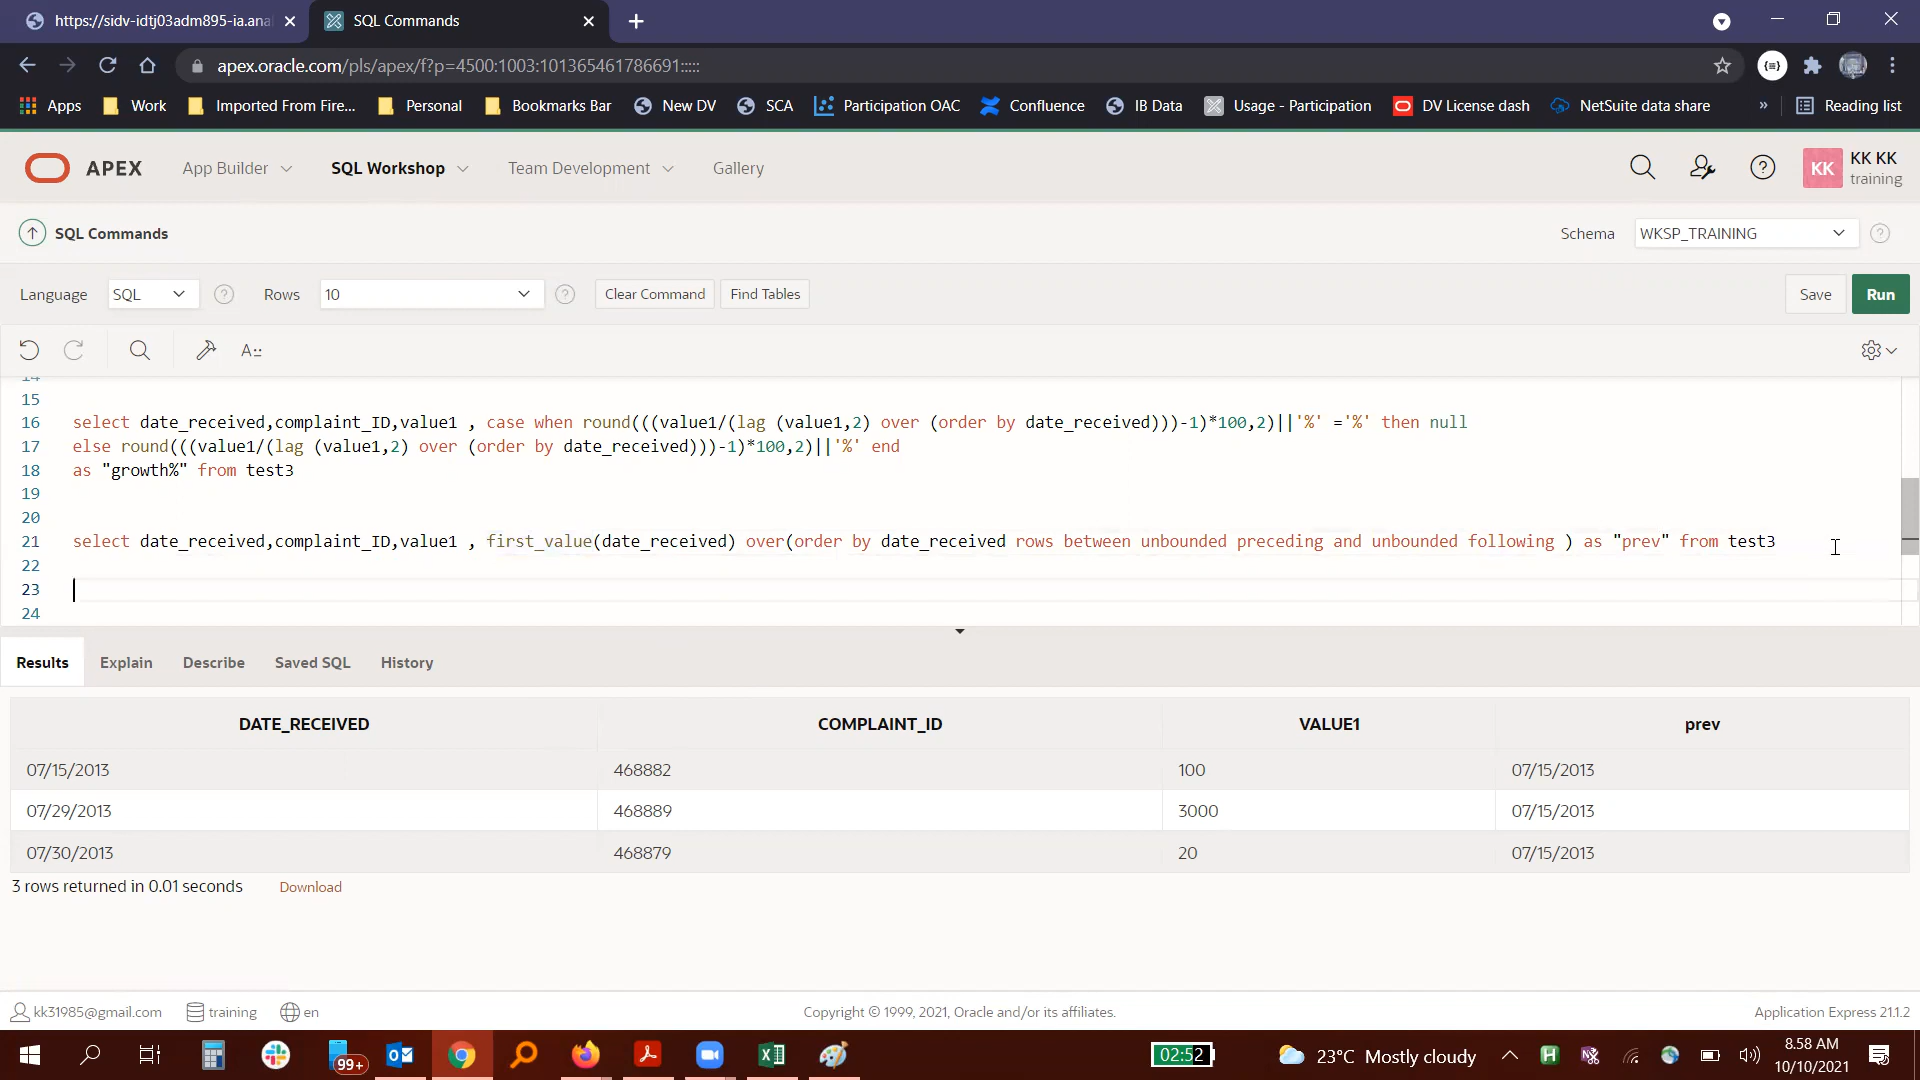 https://sidv-idtj03adm895-ia.ana
SQL Commands
apex.oracle.com/pls/apex/f?p=4500:1003:101365461786691:::::
Apps Work Imported From Fire... Personal Bookmarks Bar New DV SCA Participation OAC Confluence IB Data Usage - Participation DV License dash NetSuite data share » Reading list
APEX App Builder SQL Workshop Team Development Gallery KK KK KK
training
SQL Commands Schema WKSP_TRAINING
Language SQL Rows 10 Clear Command Find Tables Save Run
A::
14
15
16 select date_received,complaint_ID,value1 , case when round(((value1/(lag (value1,2) over (order by date_received)))-1)*100,2)||'%' ='%' then null
17 else round(((value1/(lag (value1,2) over (order by date_received)))-1)*100,2)||'%' end
18 as "growth%" from test3
19
20
21 select date_received,complaint_ID,value1 , first_value(date_received) over(order by date_received rows between unbounded preceding and unbounded following ) as "prev" from test3
22
23
24
Results Explain Describe Saved SQL History
DATE_RECEIVED COMPLAINT_ID VALUE1 prev
07/15/2013 468882 100 07/15/2013
07/29/2013 468889 3000 07/15/2013
07/30/2013 468879 20 07/15/2013
3 rows returned in 0.01 seconds Download
kk31985@gmail.com training en Copyright © 1999, 2021, Oracle and/or its affiliates. Application Express 21.1.2
99+ 02:52 23°C Mostly cloudy 8.58 AM
10/10/2021